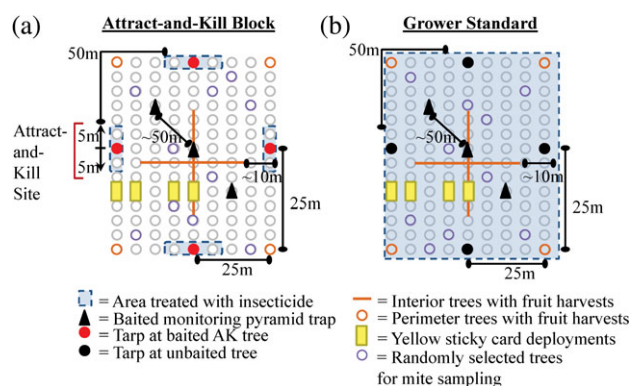 (a) Attract-and-Kill Block
(b) Grower Standard
50m
50m
Attract-
and-
Kill
Site
5m
5m
~50m
~10m
25m
25m
~50m
~10m
25m
25m
= Area treated with insecticide
= Baited monitoring pyramid trap
= Tarp at baited AK tree
= Tarp at unbaited tree
= Interior trees with fruit harvests
= Perimeter trees with fruit harvests
= Yellow sticky card deployments
= Randomly selected trees
for mite sampling